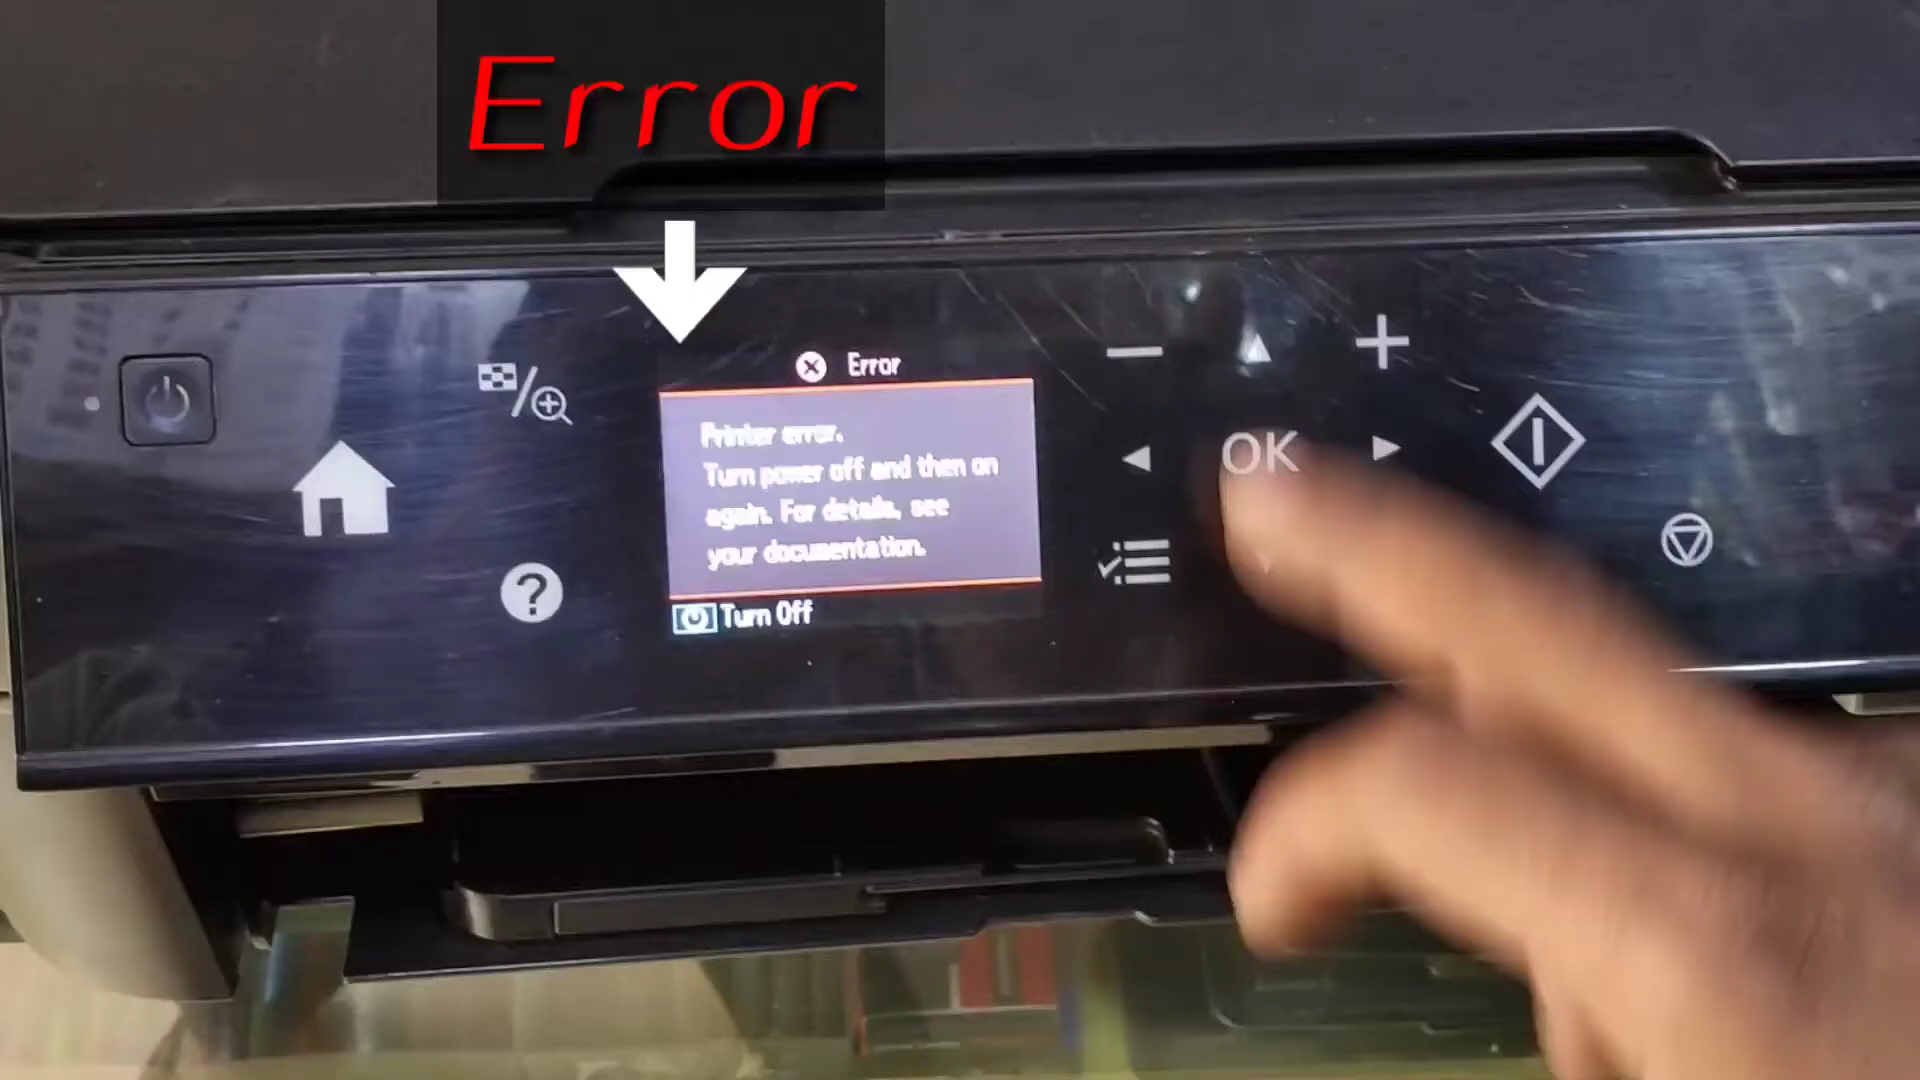 Error
Error
Printer error.
Turn power off and then on
again. For details, see
your documentation.
Turn Off
OK
?